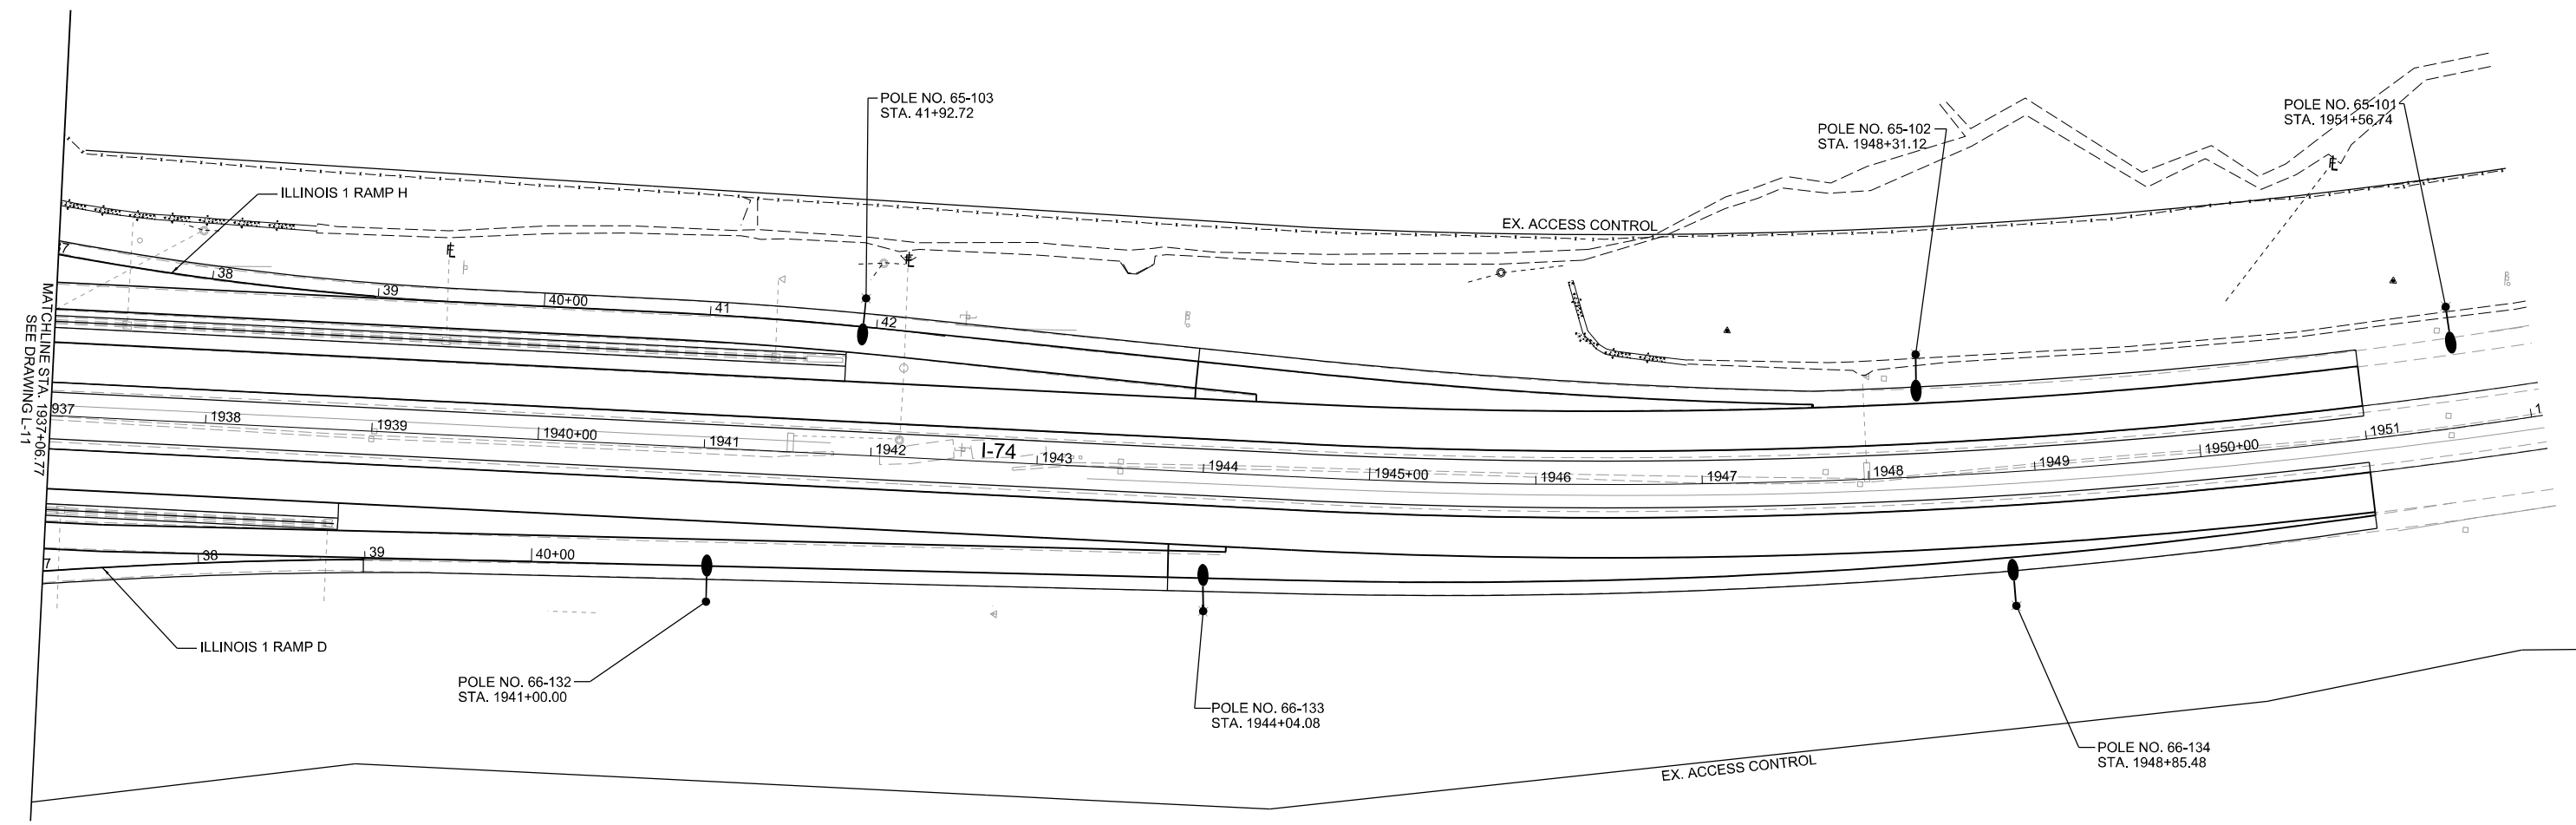 POLE NO. 65-103
STA. 41+92.72
POLE NO. 65-102
STA. 1948+31.12
POLE NO. 65-101
STA. 1951+56.74
ILLINOIS 1 RAMP H
EX. ACCESS CONTROL
7
38
39
40+00
41
42
MATCHLINE STA. 1937+06.77
SEE DRAWING L-11
937
1938
1939
1940+00
1941
1942
I-74
1943
1944
1945+00
1946
1947
1948
1949
1950+00
1951
1
7
38
39
40+00
ILLINOIS 1 RAMP D
POLE NO. 66-132
STA. 1941+00.00
POLE NO. 66-133
STA. 1944+04.08
POLE NO. 66-134
STA. 1948+85.48
EX. ACCESS CONTROL